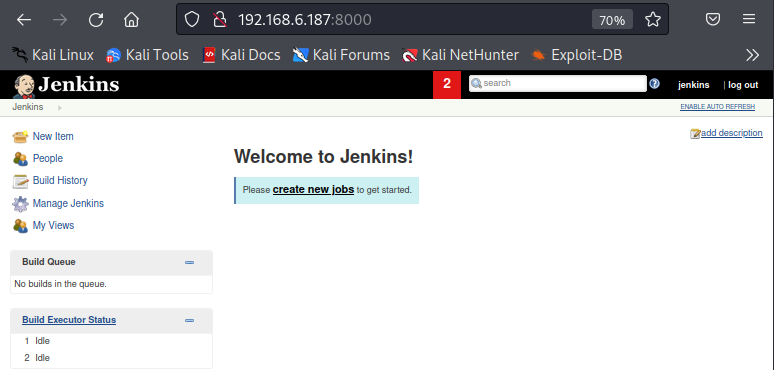 192.168.6.187:8000 70%
Kali Linux Kali Tools Kali Docs Kali Forums Kali NetHunter Exploit-DB
Jenkins 2 search jenkins | log out
Jenkins ENABLE AUTO REFRESH
add description
New Item
People
Build History
Manage Jenkins
My Views
Welcome to Jenkins!
Please create new jobs to get started.
Build Queue
No builds in the queue.
Build Executor Status
1 Idle
2 Idle